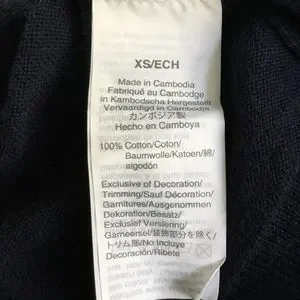 XS/ECH
Made in Cambodia
Fabriqué au Cambodge
in Kambodscha Hergestellt
Vervaardigd in Cambodja
カンボジア製
Hecho en Camboya
100% Cotton/Coton/
Baumwolle/Katoen/綿/
algodón
Exclusive of Decoration/
Trimming/Sauf Décoration/
Garnitures/Ausgenommen
Dekoration/Besatz/
Exclusief Versiering/
Garneersel/装飾部分を除く/
トリム部/No Incluye
Decoración/Ribete